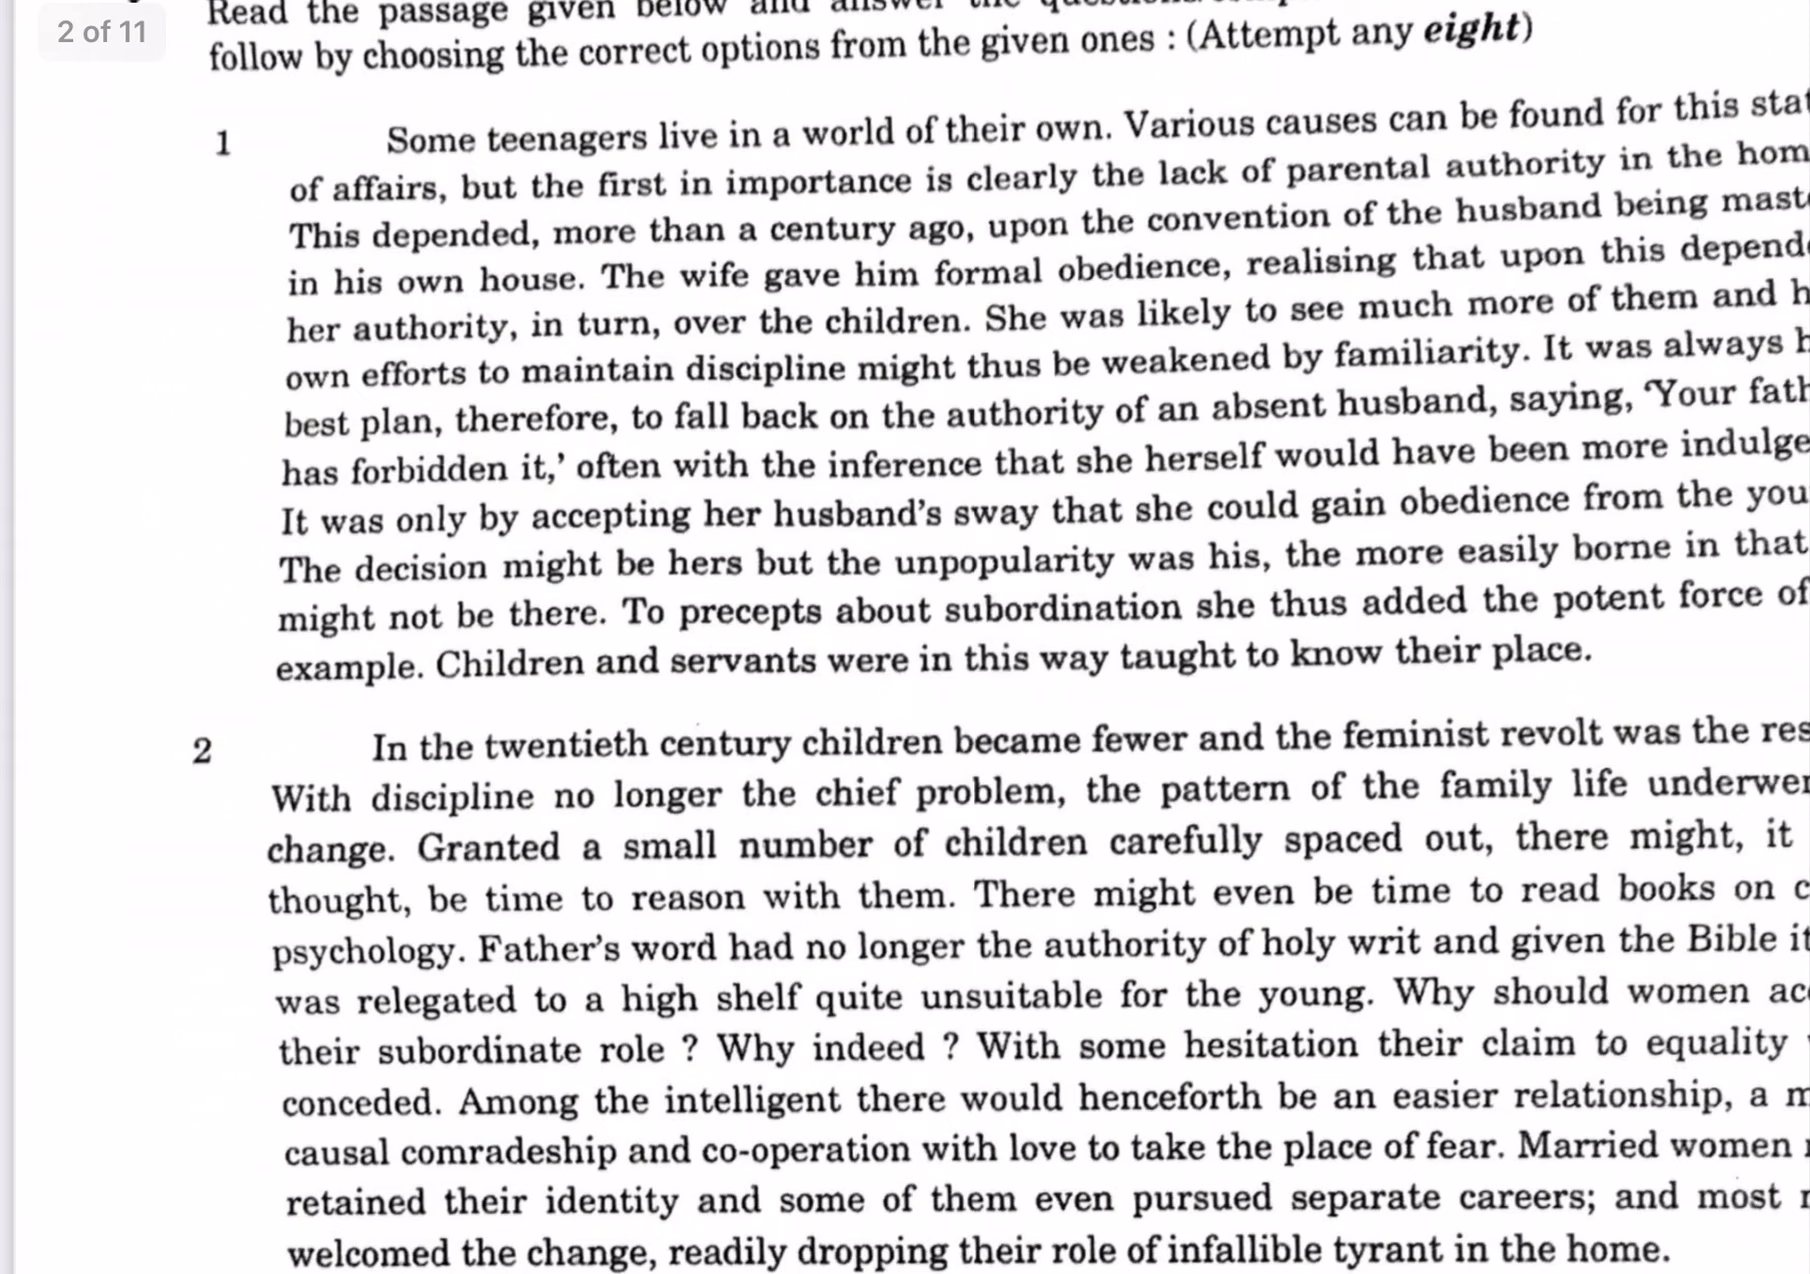 2 of 11
Read the passage given below and answer the
follow by choosing the correct options from the given ones : (Attempt any eight)
1 Some teenagers live in a world of their own. Various causes can be found for this stat
of affairs, but the first in importance is clearly the lack of parental authority in the hom
This depended, more than a century ago, upon the convention of the husband being maste
in his own house. The wife gave him formal obedience, realising that upon this depende
her authority, in turn, over the children. She was likely to see much more of them and h
own efforts to maintain discipline might thus be weakened by familiarity. It was always h
best plan, therefore, to fall back on the authority of an absent husband, saying, ‘Your fath
has forbidden it,’ often with the inference that she herself would have been more indulge
It was only by accepting her husband’s sway that she could gain obedience from the you
The decision might be hers but the unpopularity was his, the more easily borne in that
might not be there. To precepts about subordination she thus added the potent force of
example. Children and servants were in this way taught to know their place.
2 In the twentieth century children became fewer and the feminist revolt was the res
With discipline no longer the chief problem, the pattern of the family life underwen
change. Granted a small number of children carefully spaced out, there might, it
thought, be time to reason with them. There might even be time to read books on c
psychology. Father’s word had no longer the authority of holy writ and given the Bible it
was relegated to a high shelf quite unsuitable for the young. Why should women acc
their subordinate role ? Why indeed ? With some hesitation their claim to equality
conceded. Among the intelligent there would henceforth be an easier relationship, a m
causal comradeship and co-operation with love to take the place of fear. Married women
retained their identity and some of them even pursued separate careers; and most
welcomed the change, readily dropping their role of infallible tyrant in the home.